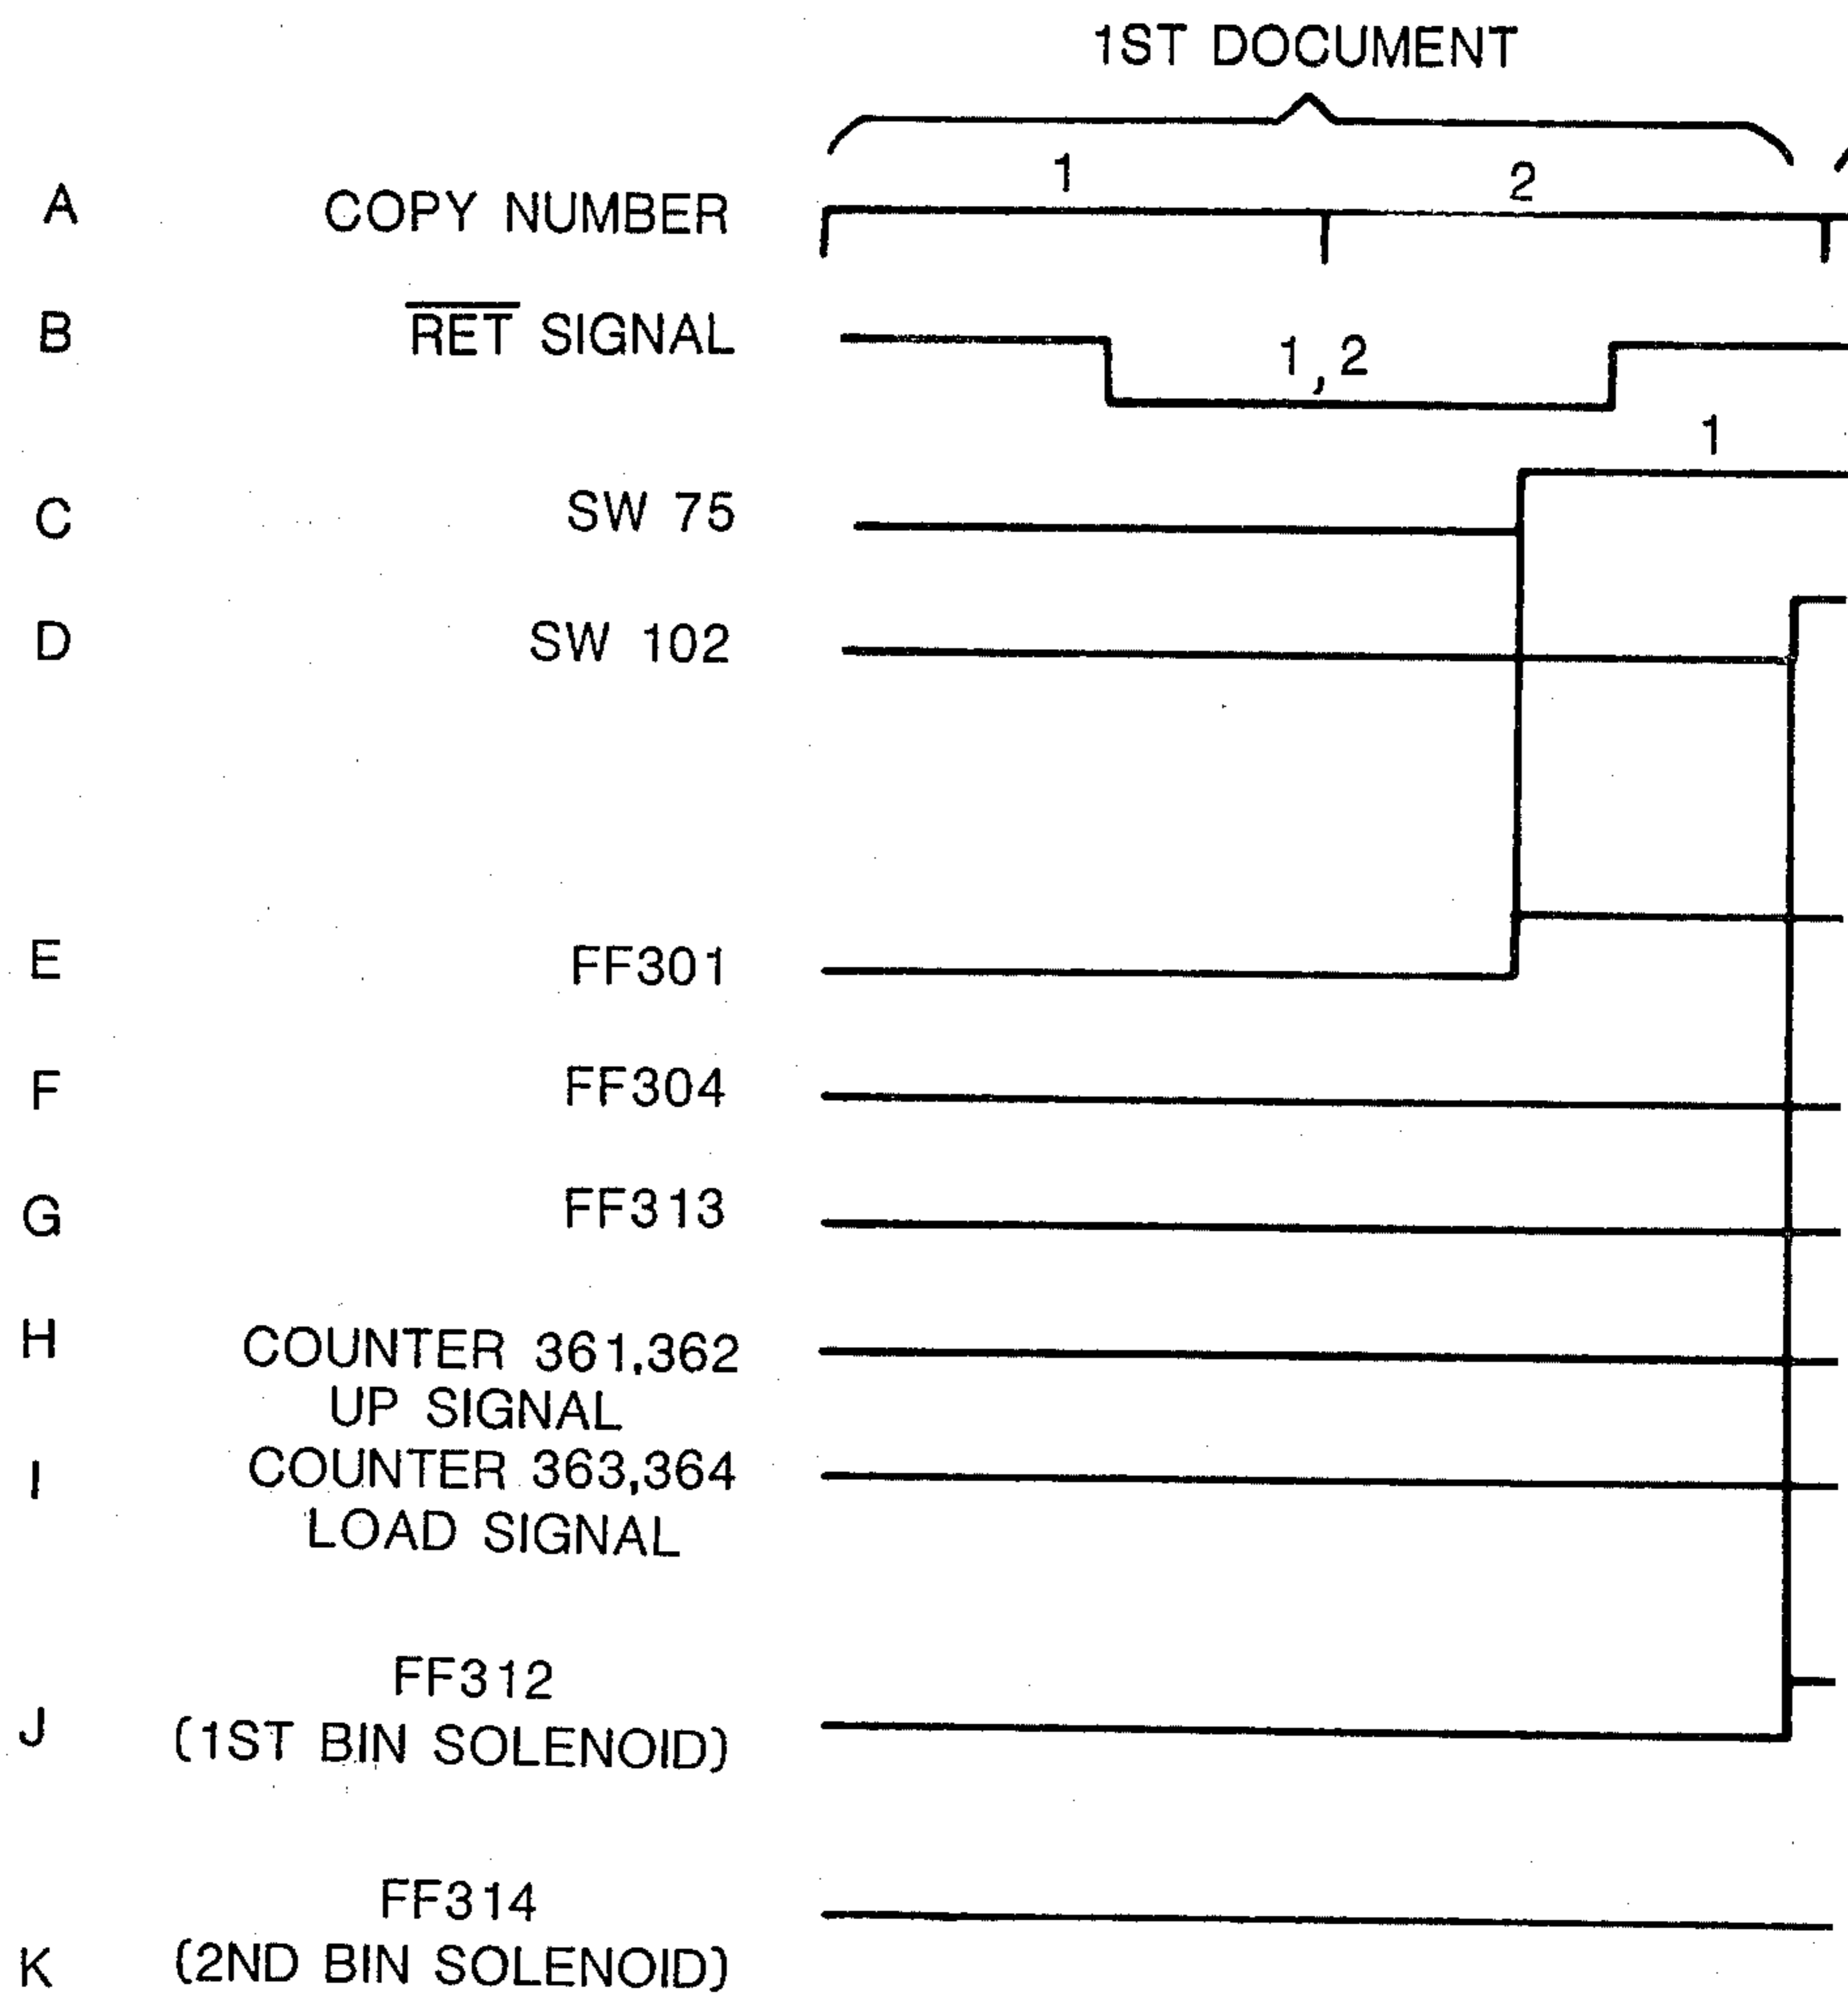 1ST DOCUMENT
1 2
A COPY NUMBER
B R̅E̅T̅ SIGNAL 1,2
1
C SW 75
D SW 102
E FF301
F FF304
G FF313
H COUNTER 361,362
UP SIGNAL
I COUNTER 363,364
LOAD SIGNAL
FF312
J (1ST BIN SOLENOID)
FF314
K (2ND BIN SOLENOID)